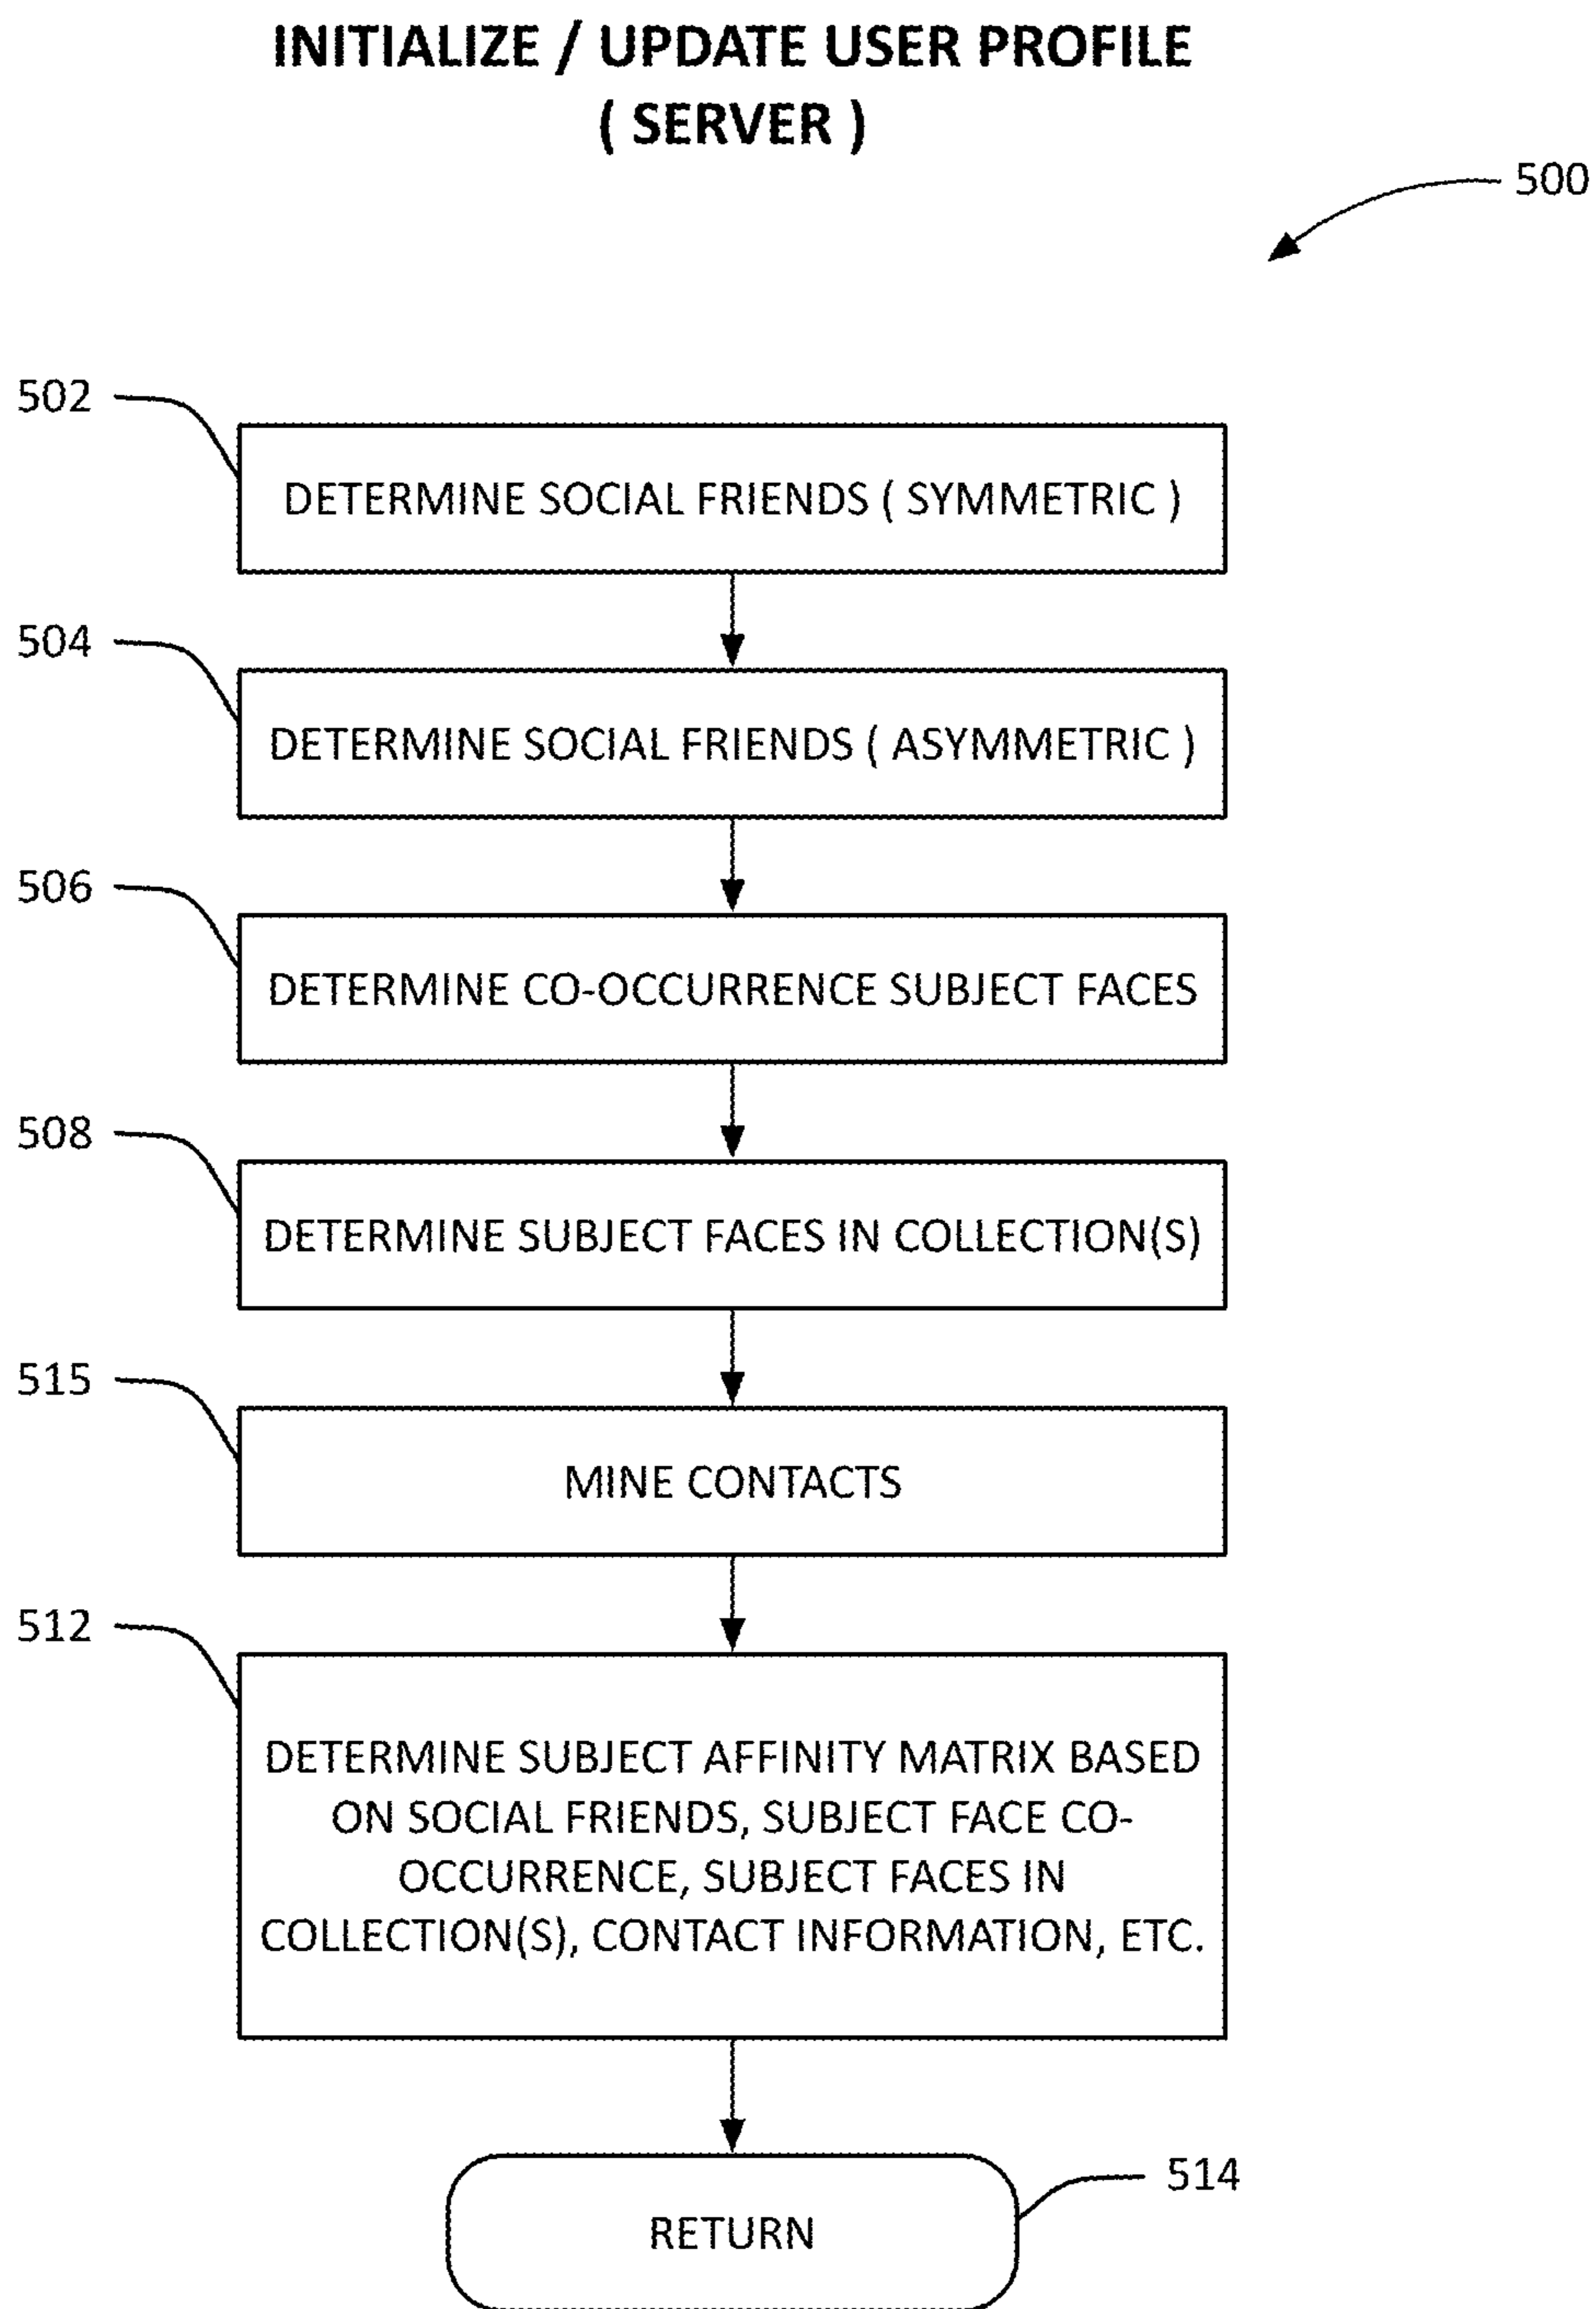 INITIALIZE / UPDATE USER PROFILE
( SERVER )
500
502
DETERMINE SOCIAL FRIENDS ( SYMMETRIC )
504
DETERMINE SOCIAL FRIENDS ( ASYMMETRIC )
506
DETERMINE CO-OCCURRENCE SUBJECT FACES
508
DETERMINE SUBJECT FACES IN COLLECTION(S)
515
MINE CONTACTS
512
DETERMINE SUBJECT AFFINITY MATRIX BASED
ON SOCIAL FRIENDS, SUBJECT FACE CO-
OCCURRENCE, SUBJECT FACES IN
COLLECTION(S), CONTACT INFORMATION, ETC.
514
RETURN